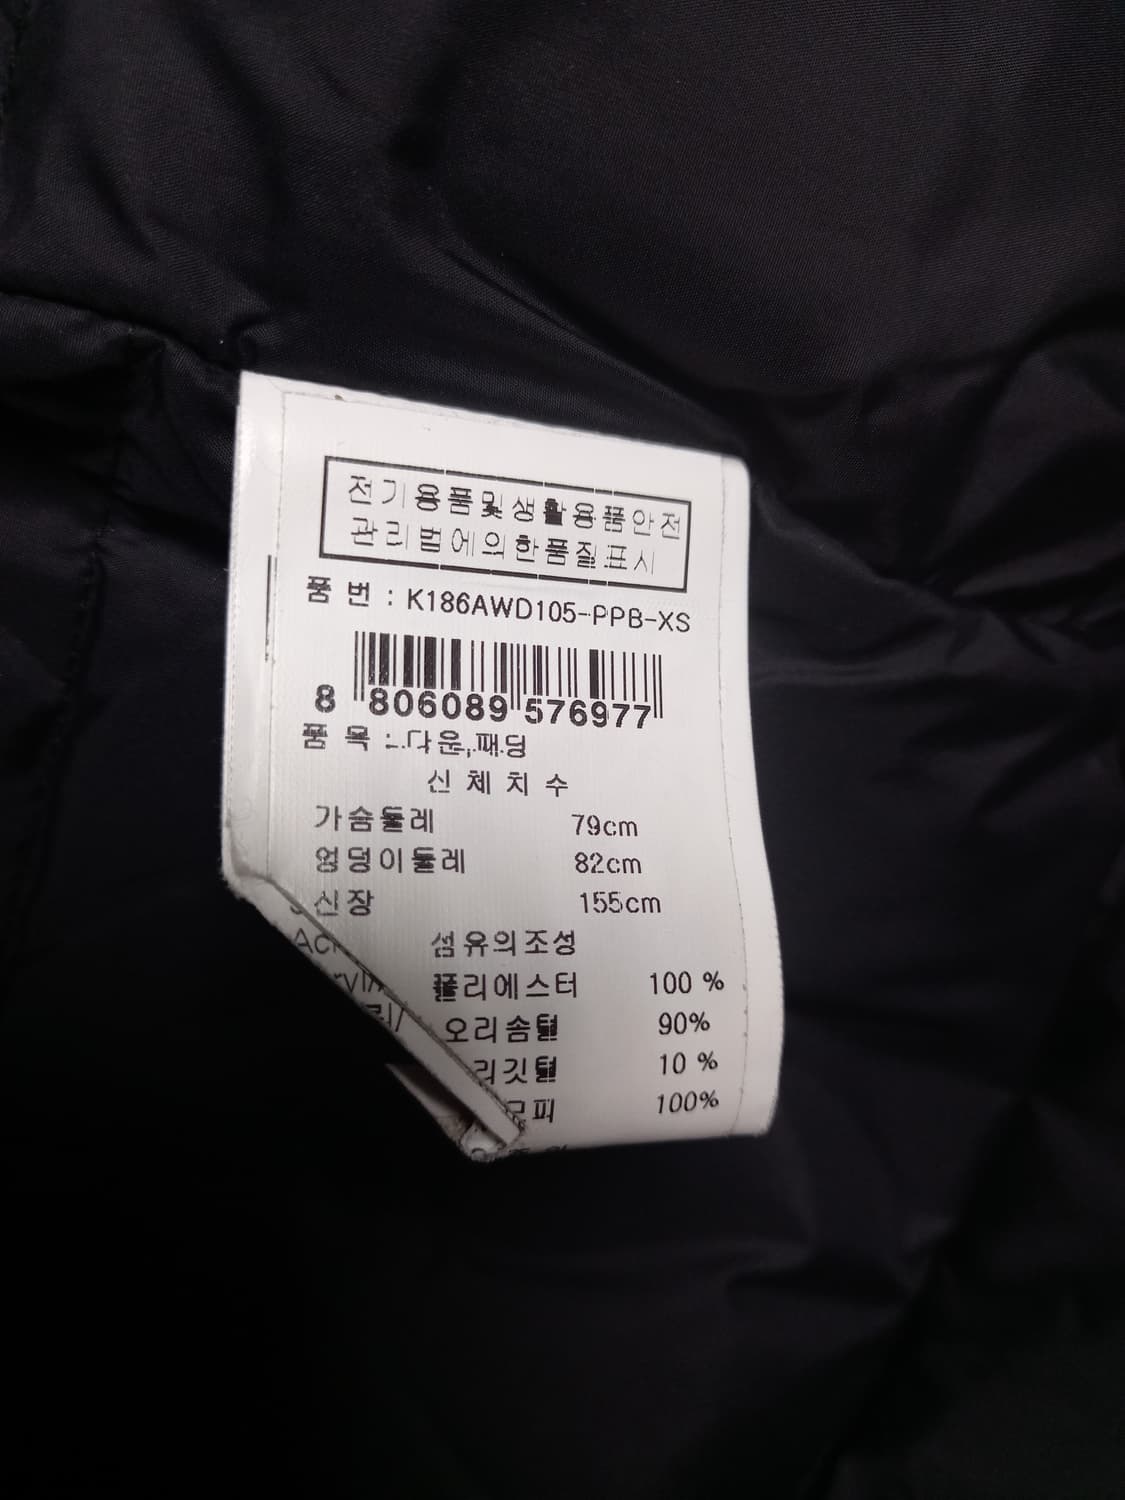 전기용품및생활용품안전
관리법에의한품질표시
품 번 : K186AWD105-PPB-XS
8 806089 576977
품 목 : 다운,패딩
신 체 치 수
가슴둘레 79cm
엉덩이둘레 82cm
신장 155cm
섬유의조성
폴리에스터 100 %
오리솜털 90%
리깃털 10 %
피 100%